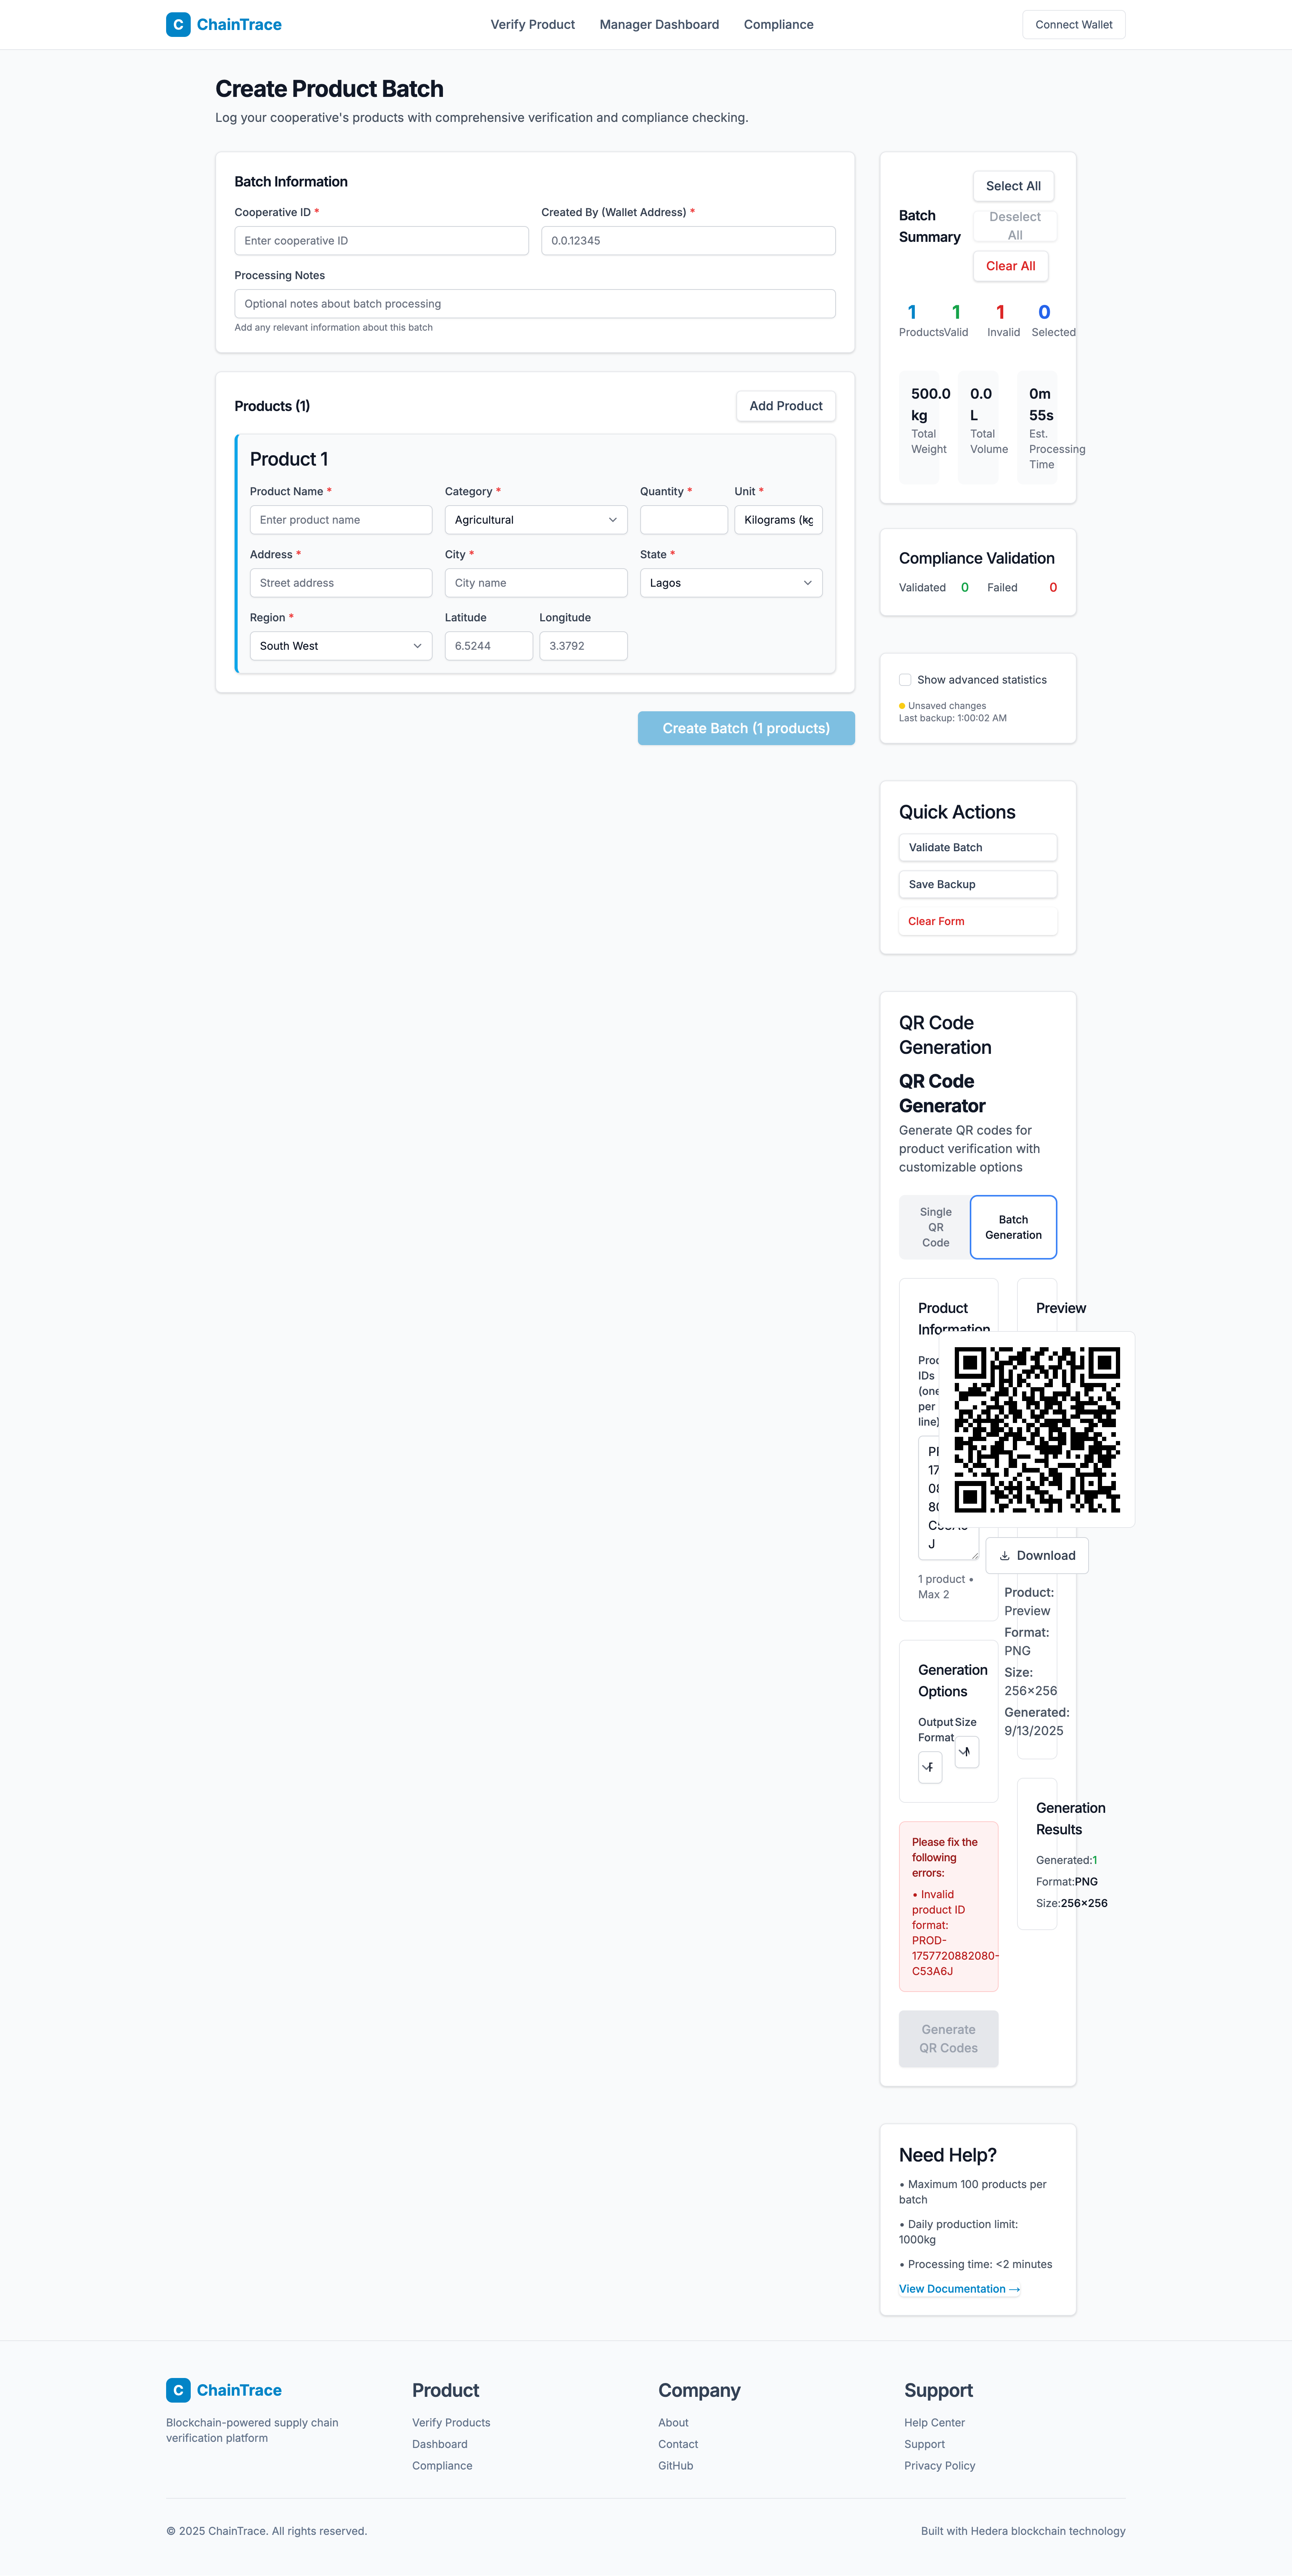 C ChainTrace
Verify Product
Manager Dashboard
Compliance
Connect Wallet
Create Product Batch
Log your cooperative's products with comprehensive verification and compliance checking.
Batch Information
Cooperative ID *
Created By (Wallet Address) *
Enter cooperative ID
0.0.12345
Processing Notes
Optional notes about batch processing
Add any relevant information about this batch
Products (1)
Add Product
Product 1
Product Name *
Category *
Quantity *
Unit *
Enter product name
Agricultural
Kilograms (kg
Address *
City *
State *
Street address
City name
Lagos
Region *
Latitude
Longitude
South West
6.5244
3.3792
Create Batch (1 products)
Batch
Summary
Select All
Deselect
All
Clear All
1
Products
1
Valid
1
Invalid
0
Selected
500.0
kg
Total
Weight
0.0
L
Total
Volume
0m
55s
Est.
Processing
Time
Compliance Validation
Validated 0
Failed 0
Show advanced statistics
Unsaved changes
Last backup: 1:00:02 AM
Quick Actions
Validate Batch
Save Backup
Clear Form
QR Code
Generation
QR Code
Generator
Generate QR codes for
product verification with
customizable options
Single
QR
Code
Batch
Generation
Product
Information
IDs
per
line)
J
1 product •
Max 2
Preview
Download
Product:
Preview
Format:
PNG
Size:
256×256
Generated:
9/13/2025
Generation
Options
Output
Format
Size
Please fix the
following
errors:
• Invalid
product ID
format:
PROD-
1757720882080-
C53A6J
Generate
QR Codes
Generation
Results
Generated:1
Format:PNG
Size:256×256
Need Help?
• Maximum 100 products per
batch
• Daily production limit:
1000kg
• Processing time: <2 minutes
View Documentation →
C ChainTrace
Blockchain-powered supply chain
verification platform
Product
Verify Products
Dashboard
Compliance
Company
About
Contact
GitHub
Support
Help Center
Support
Privacy Policy
© 2025 ChainTrace. All rights reserved.
Built with Hedera blockchain technology